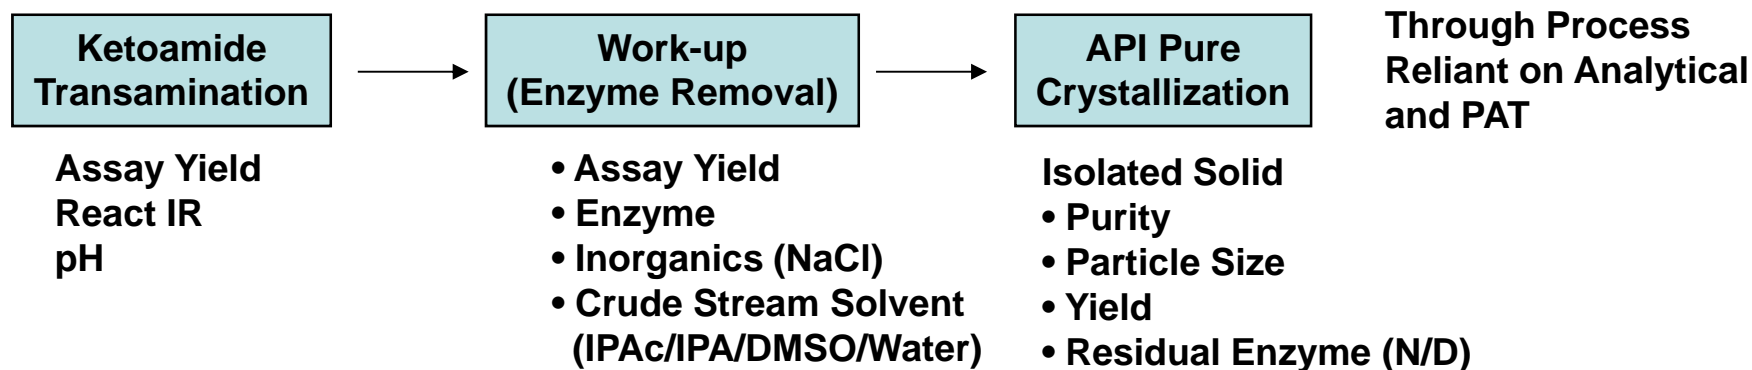 Ketoamide
Transamination
Assay Yield
React IR
pH
Work-up
(Enzyme Removal)
• Assay Yield
• Enzyme
• Inorganics (NaCl)
• Crude Stream Solvent
(IPAc/IPA/DMSO/Water)
API Pure
Crystallization
Isolated Solid
• Purity
• Particle Size
• Yield
• Residual Enzyme (N/D)
Through Process
Reliant on Analytical
and PAT